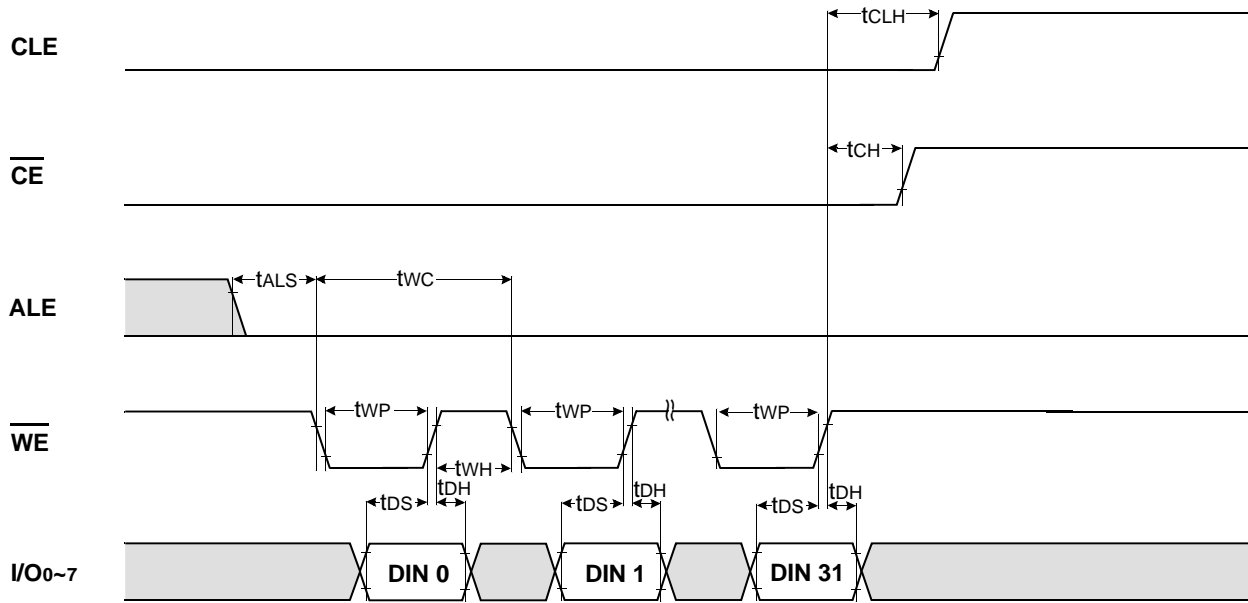 tCLH
CLE
tCH
CE
tALS
tWC
ALE
tWP
tWP
tWP
WE
tWH
tDH
tDH
tDH
tDS
tDS
tDS
I/O0~7
DIN 0
DIN 1
DIN 31